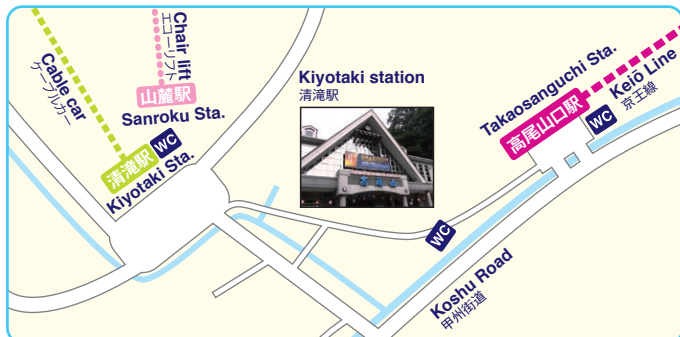 Chair lift
エコーリフト
山麓駅
Sanroku Sta.
Cable car
ケーブルカー
清滝駅
WC
Kiyotaki Sta.
Kiyotaki station
清滝駅
Takaosanguchi Sta.
高尾山口駅
Keiō Line
京王線
WC
WC
Koshu Road
甲州街道